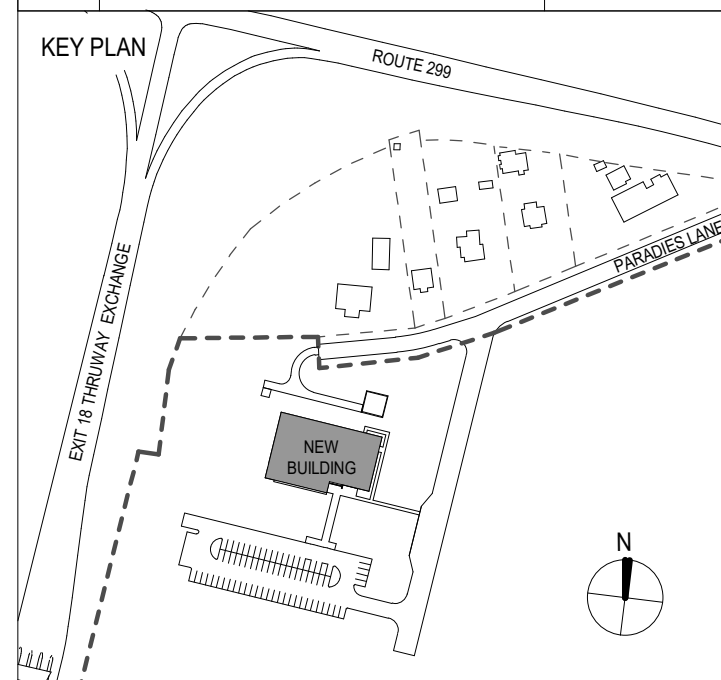 KEY PLAN
ROUTE 299
PARADIES LANE
EXIT 18 THRUWAY EXCHANGE
NEW
BUILDING
N